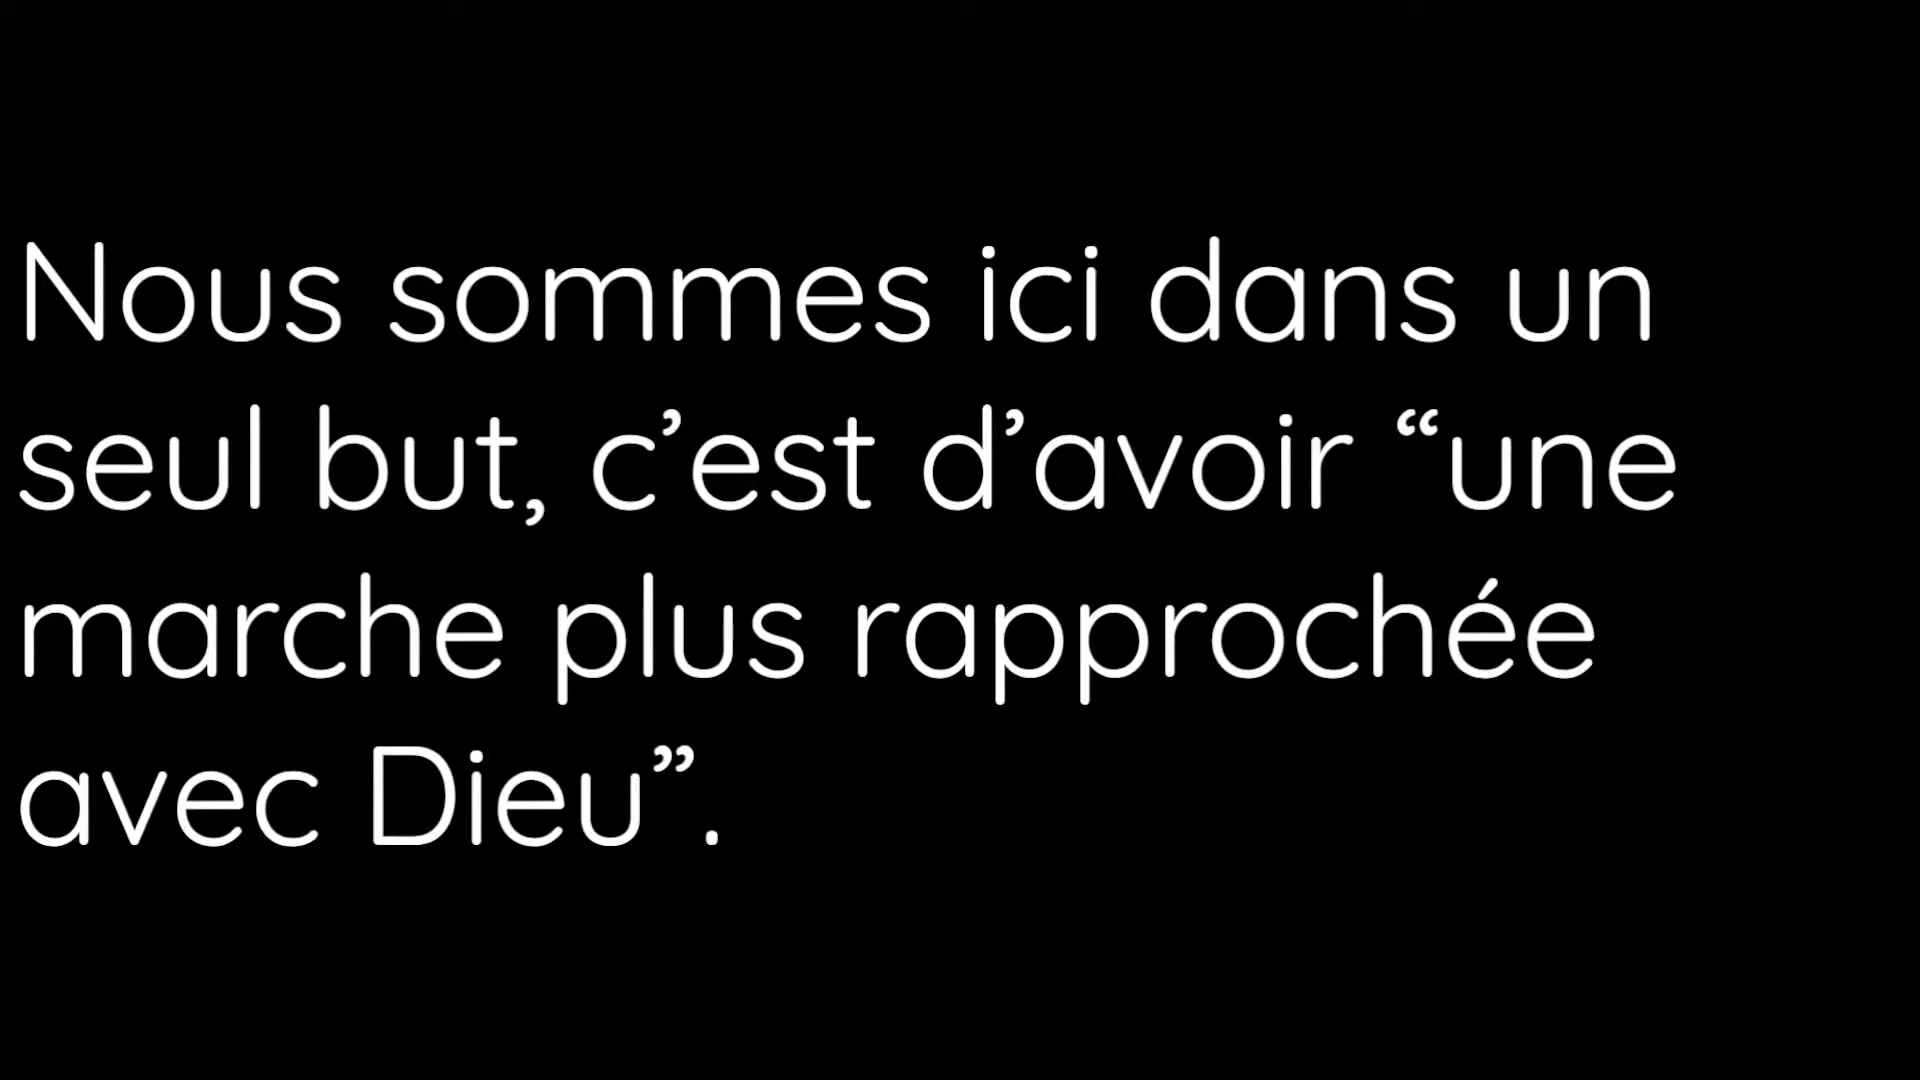 Nous sommes ici dans un
seul but, c’est d’avoir “une
marche plus rapprochée
avec Dieu”.